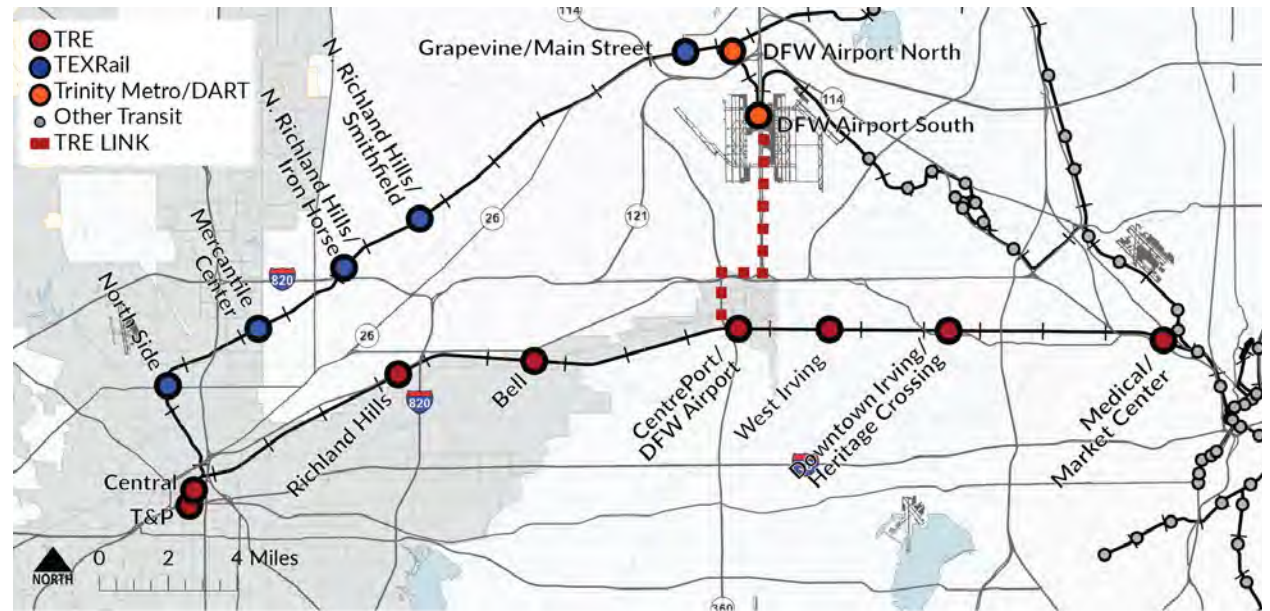 TRE
TEXRail
Trinity Metro/DART
Other Transit
TRE LINK
114
Grapevine/Main Street
DFW Airport North
114
DFW Airport South
N. Richland Hills/
Smithfield
N. Richland Hills/
Iron Horse
26
121
Mercantile
Center
820
North Side
26
Richland Hills
820
Bell
CentrePort/
DFW Airport
West Irving
Downtown Irving/
Heritage Crossing
Medical/
Market Center
Central
T&P
NORTH
0 2 4 Miles
360